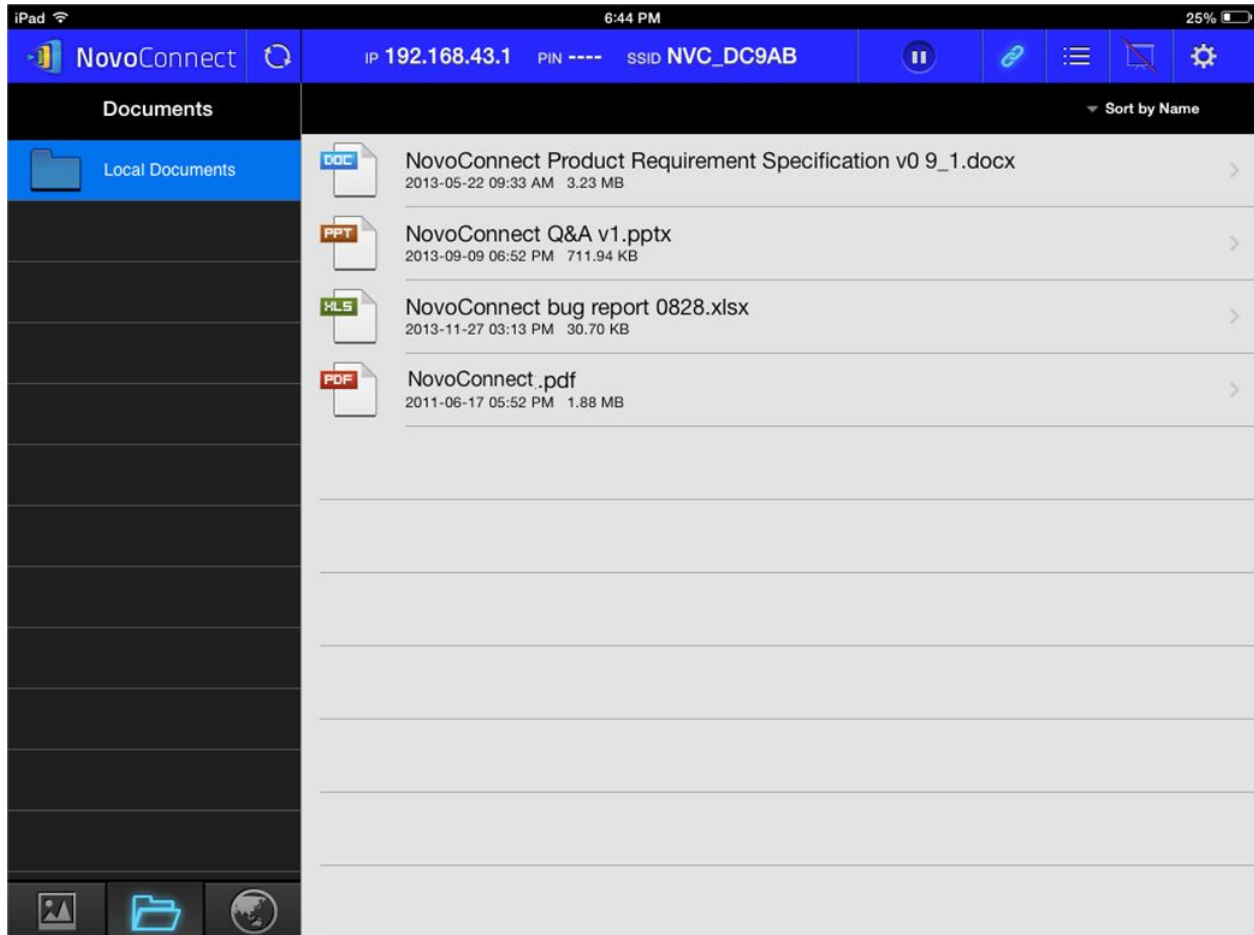 iPad 6:44 PM 25%
NovoConnect IP 192.168.43.1 PIN ---- SSID NVC_DC9AB
Documents
Sort by Name
Local Documents
DOC
NovoConnect Product Requirement Specification v0 9_1.docx
2013-05-22 09:33 AM 3.23 MB
PPT
NovoConnect Q&A v1.pptx
2013-09-09 06:52 PM 711.94 KB
XLS
NovoConnect bug report 0828.xlsx
2013-11-27 03:13 PM 30.70 KB
PDF
NovoConnect .pdf
2011-06-17 05:52 PM 1.88 MB